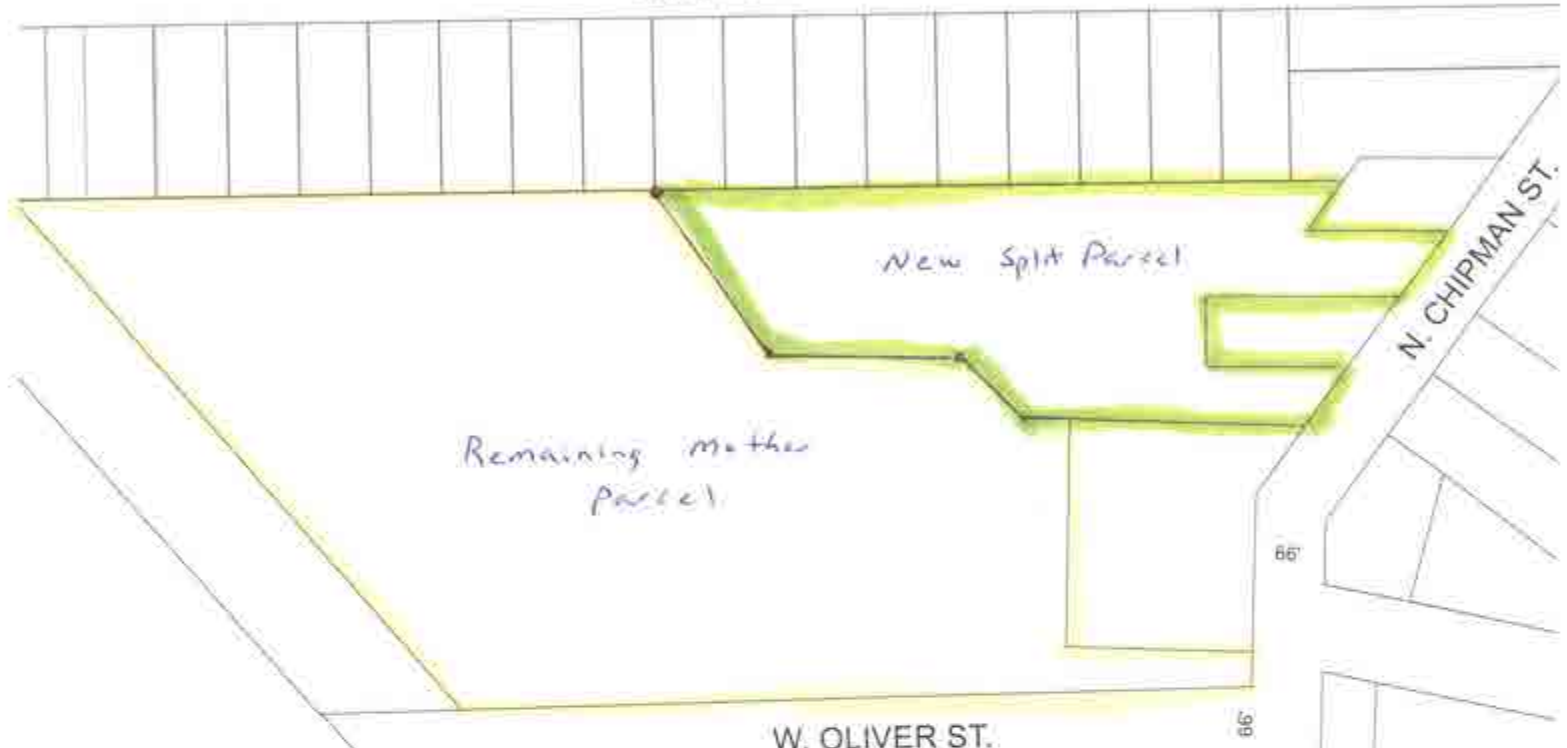 New Split Parcel
N. CHIPMAN ST.
Remaining Mother
Parcel
66'
66'
W. OLIVER ST.